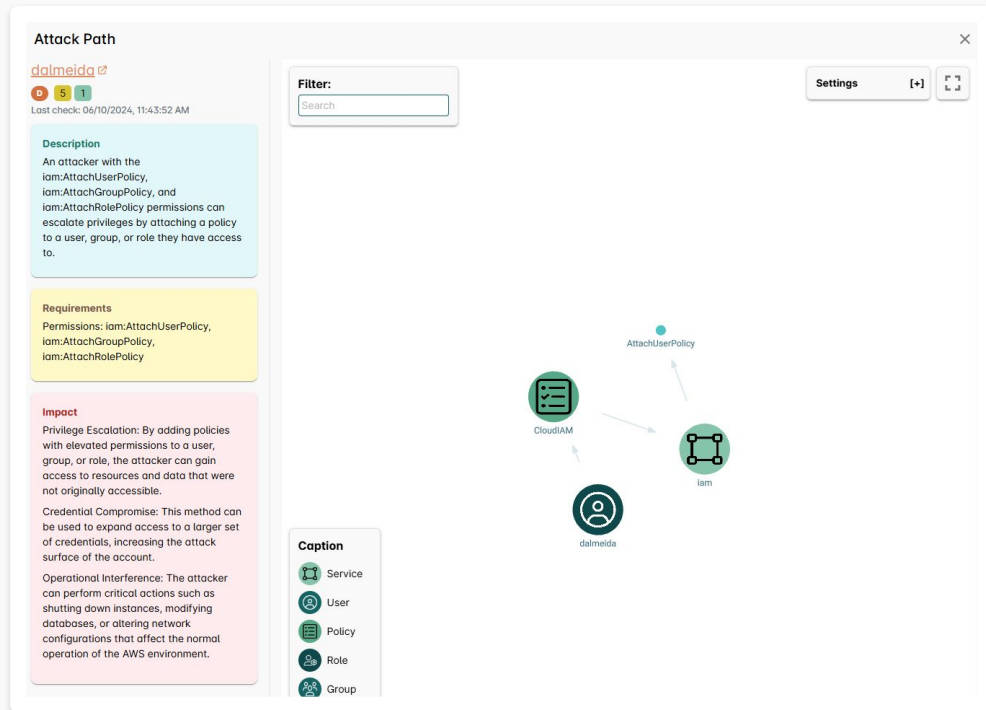 Attack Path
dalmeida
D 5 1
Last check: 06/10/2024, 11:43:52 AM
Description
An attacker with the
iam:AttachUserPolicy,
iam:AttachGroupPolicy, and
iam:AttachRolePolicy permissions can
escalate privileges by attaching a policy
to a user, group, or role they have access
to.
Requirements
Permissions: iam:AttachUserPolicy,
iam:AttachGroupPolicy,
iam:AttachRolePolicy
Impact
Privilege Escalation: By adding policies
with elevated permissions to a user,
group, or role, the attacker can gain
access to resources and data that were
not originally accessible.
Credential Compromise: This method can
be used to expand access to a larger set
of credentials, increasing the attack
surface of the account.
Operational Interference: The attacker
can perform critical actions such as
shutting down instances, modifying
databases, or altering network
configurations that affect the normal
operation of the AWS environment.
Filter:
Search
Settings [+]
AttachUserPolicy
CloudIAM
iam
dalmeida
Caption
Service
User
Policy
Role
Group